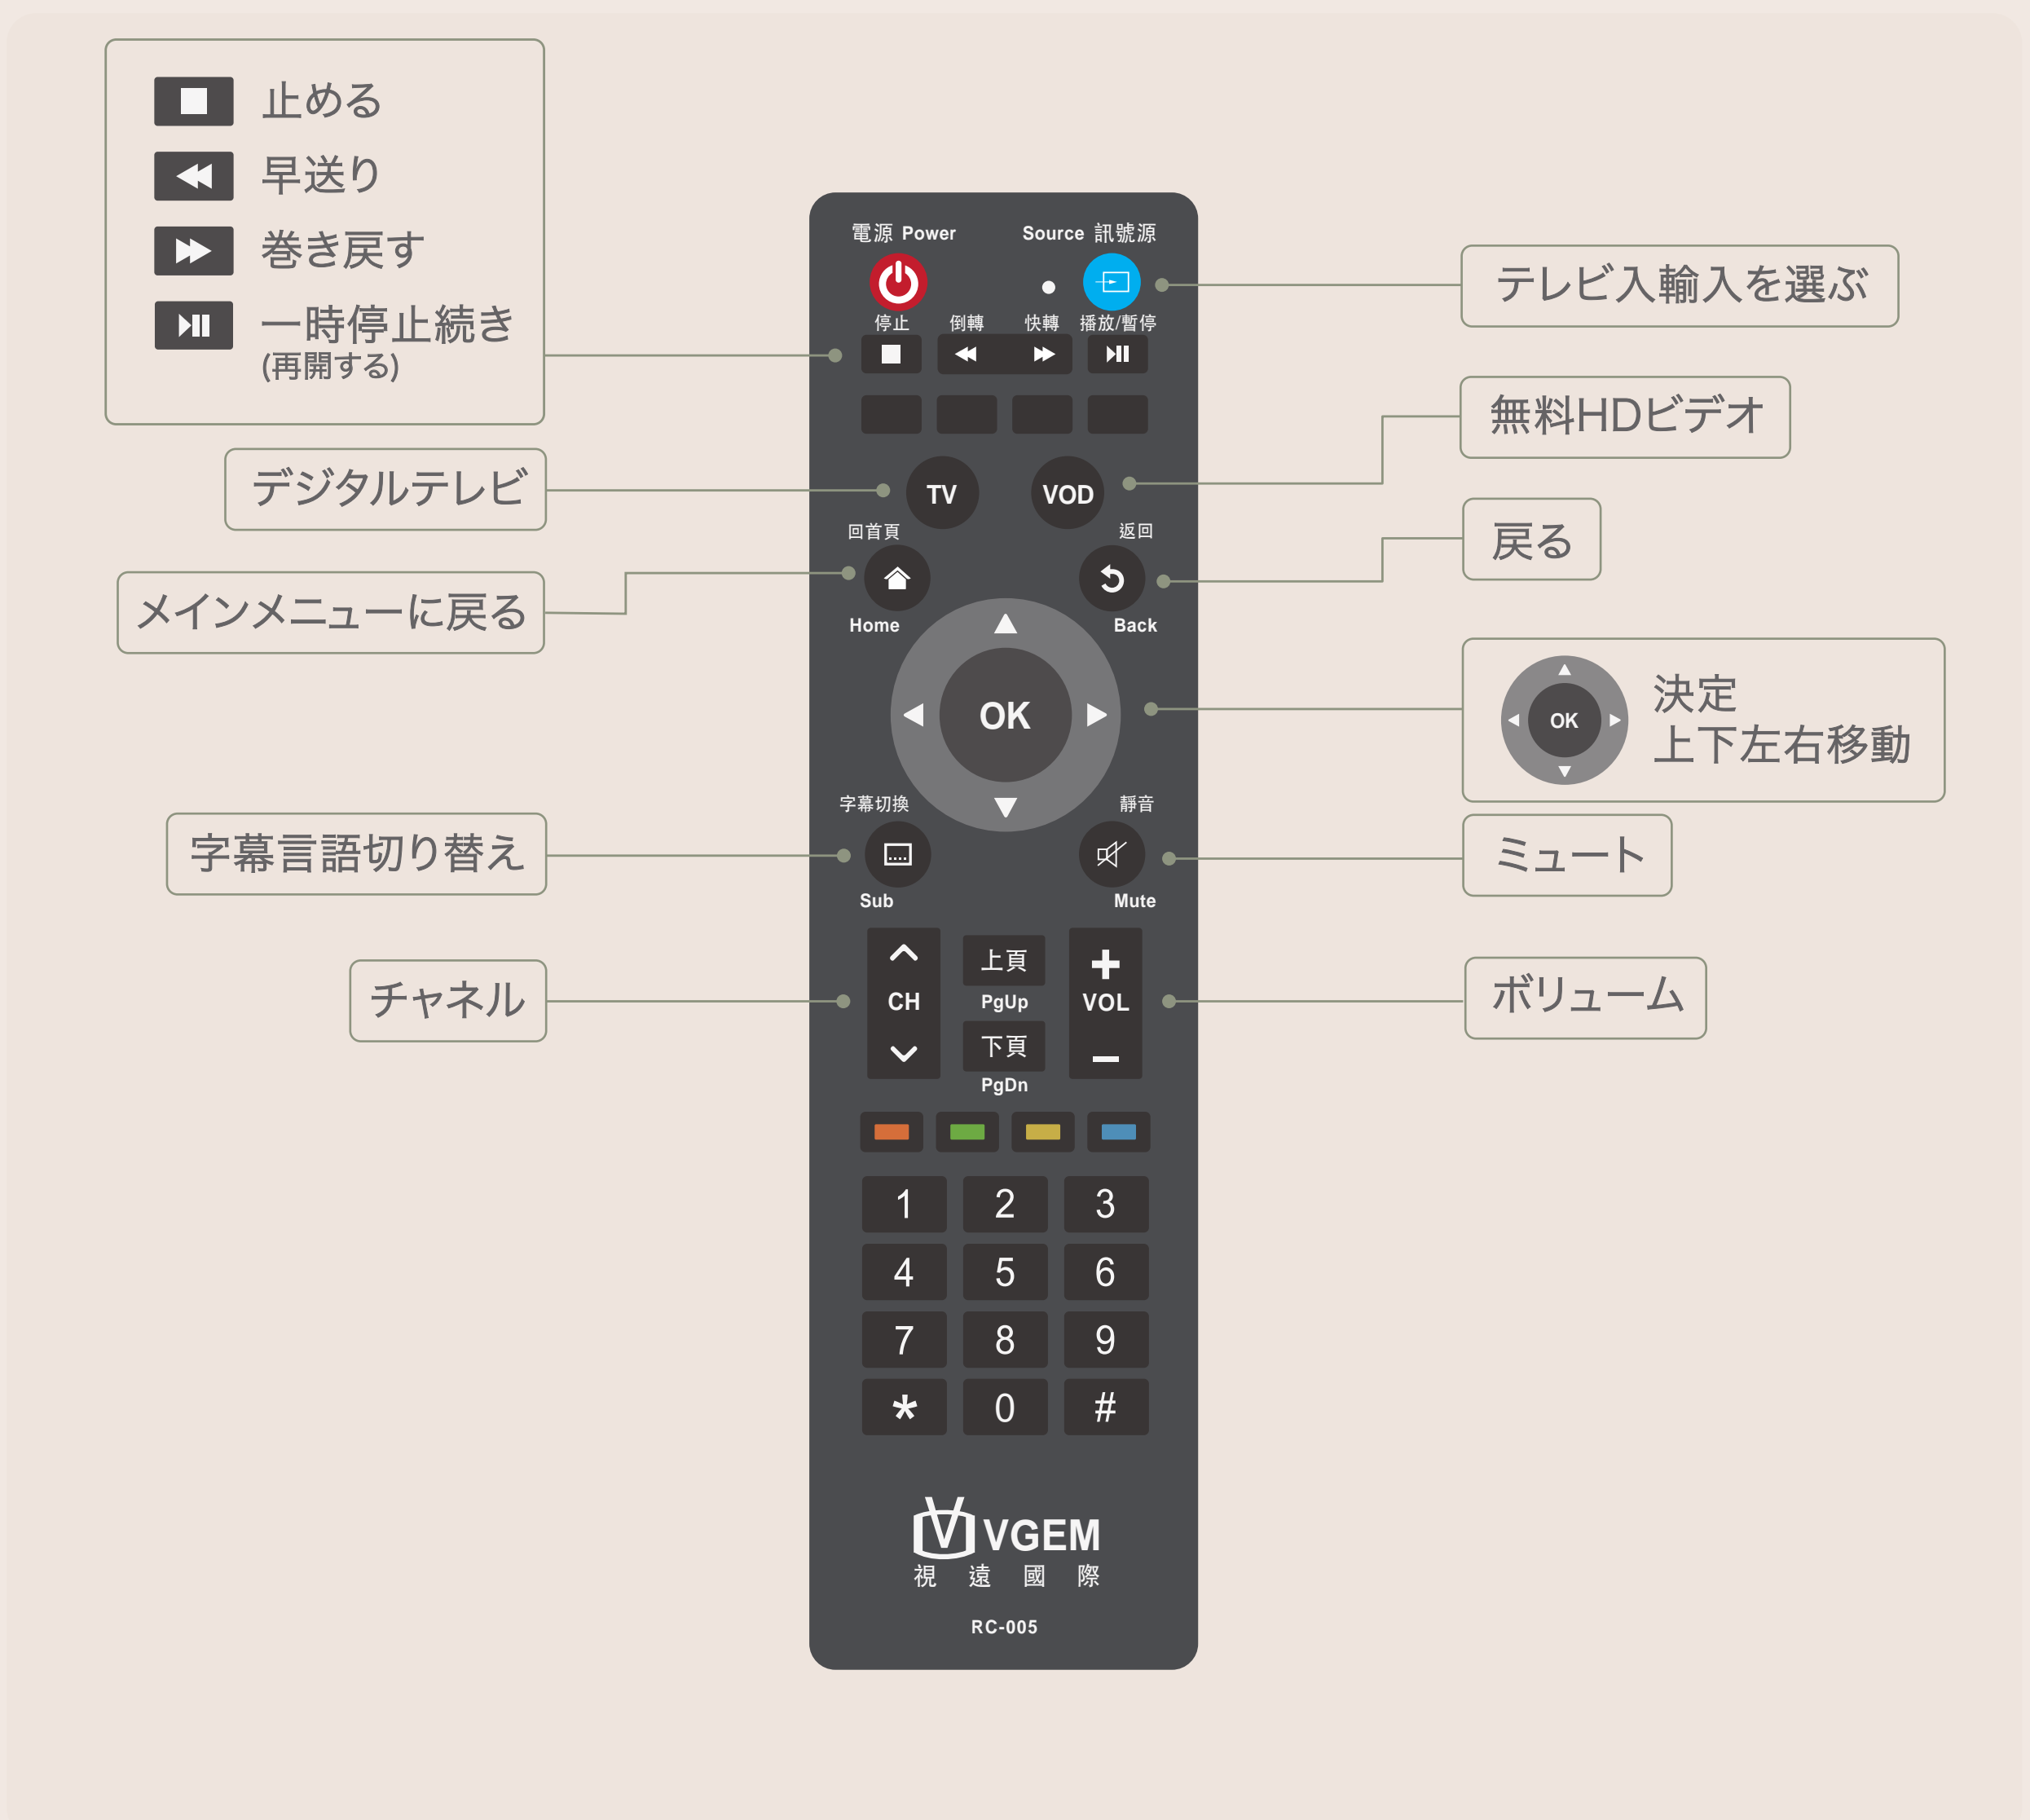 止める
早送り
巻き戻す
一時停止続き
(再開する)
デジタルテレビ
メインメニューに戻る
字幕言語切り替え
チャネル
電源 Power
Source 訊號源
停止
倒轉
快轉
播放/暫停
TV
VOD
回首頁
返回
Home
Back
OK
字幕切換
靜音
Sub
Mute
上頁
CH
PgUp
VOL
下頁
PgDn
1 2 3
4 5 6
7 8 9
* 0 #
VGEM
視遠國際
RC-005
テレビ入輸入を選ぶ
無料HDビデオ
戻る
OK
決定
上下左右移動
ミュート
ボリューム